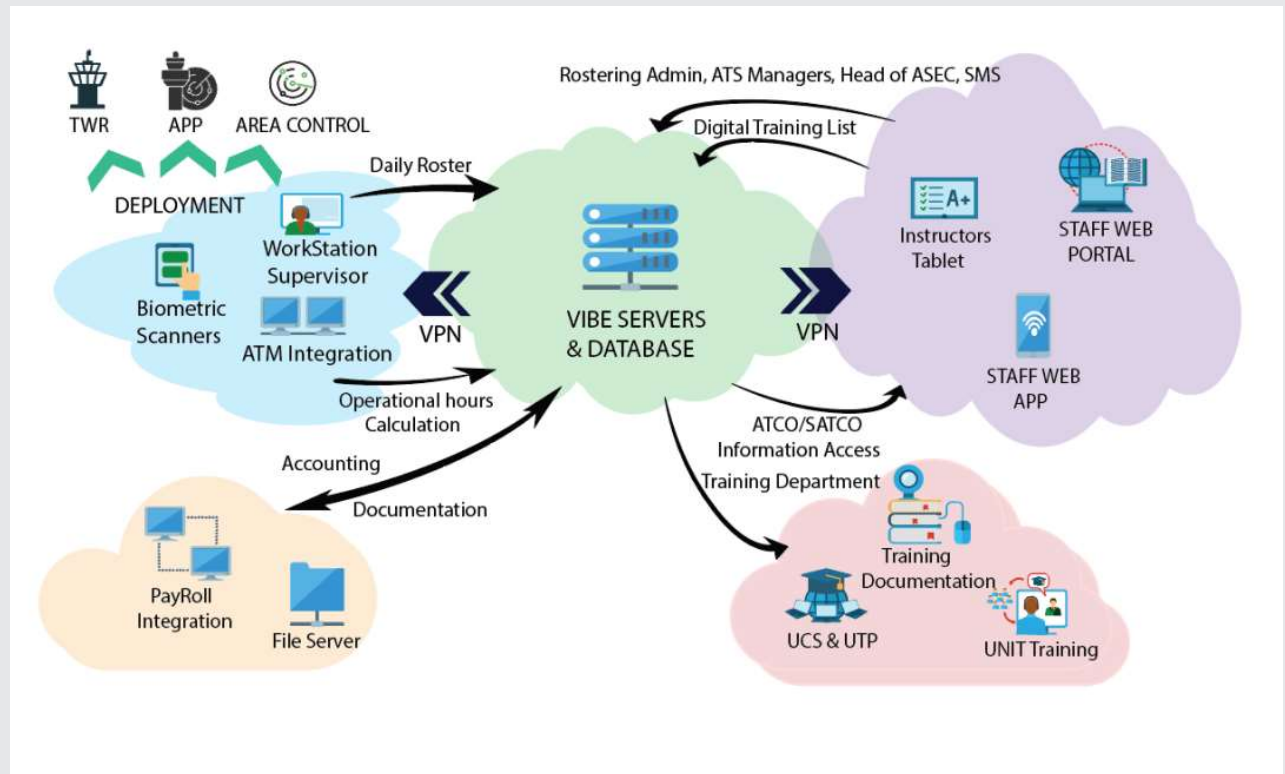 TWR
APP
AREA CONTROL
DEPLOYMENT
Daily Roster
WorkStation
Supervisor
Biometric
Scanners
ATM Integration
VPN
Operational hours
Calculation
VIBE SERVERS
& DATABASE
Rostering Admin, ATS Managers, Head of ASEC, SMS
Digital Training List
A+
Instructors
Tablet
STAFF WEB
PORTAL
VPN
STAFF WEB
APP
ATCO/SATCO
Information Access
Training Department
Accounting
Documentation
PayRoll
Integration
File Server
Training
Documentation
UCS & UTP
UNIT Training